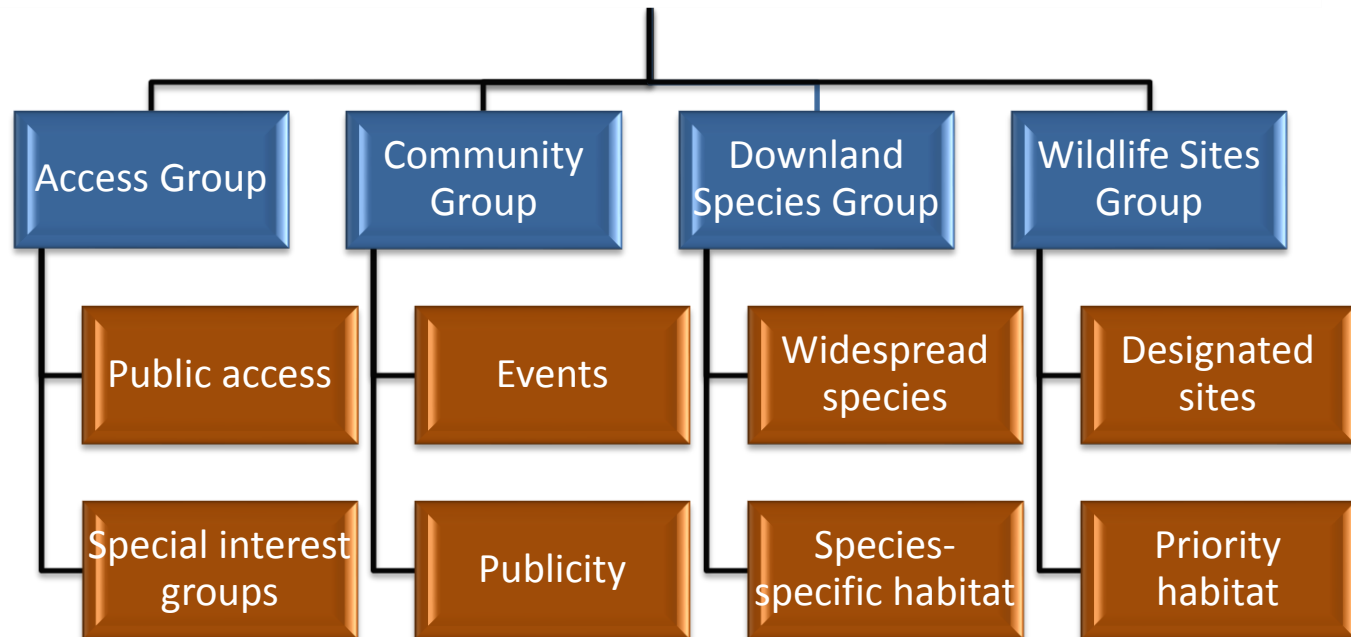 Access Group
Community
Group
Downland
Species Group
Wildlife Sites
Group
Public access
Events
Widespread
species
Designated
sites
Special interest
groups
Publicity
Species-
specific habitat
Priority
habitat